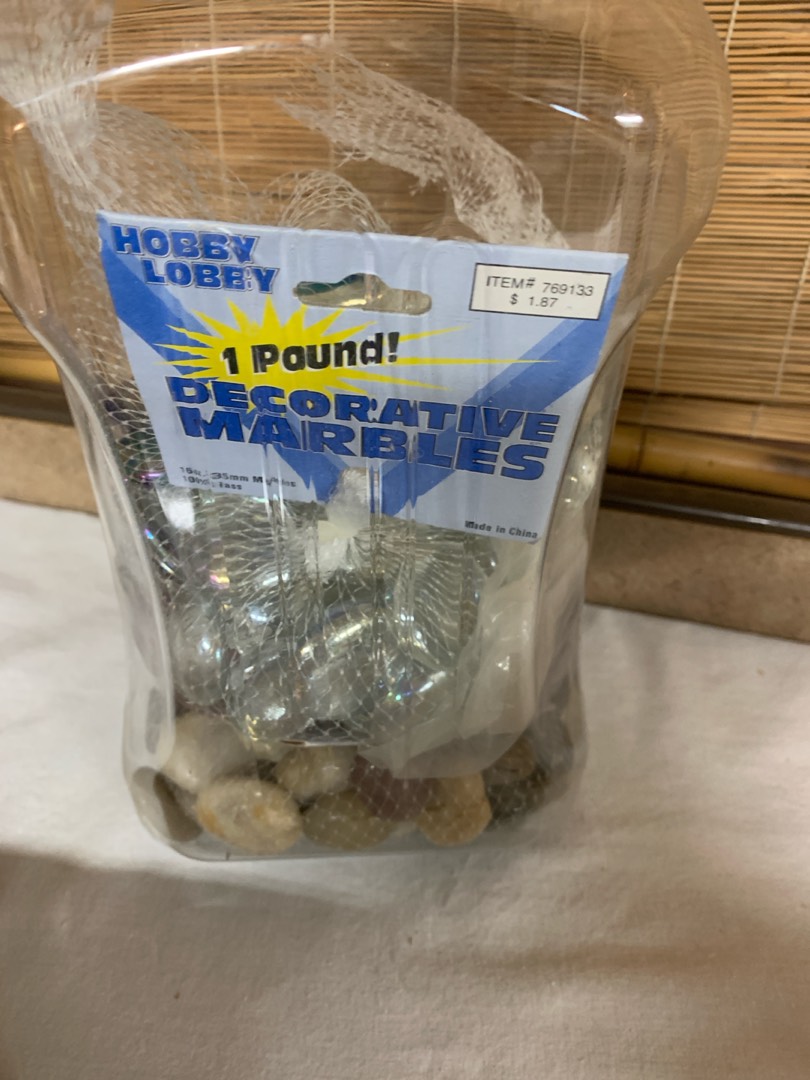 HOBBY
LOBBY
ITEM# 769133
$ 1.87
1 Pound!
DECORATIVE
MARBLES
Made in China